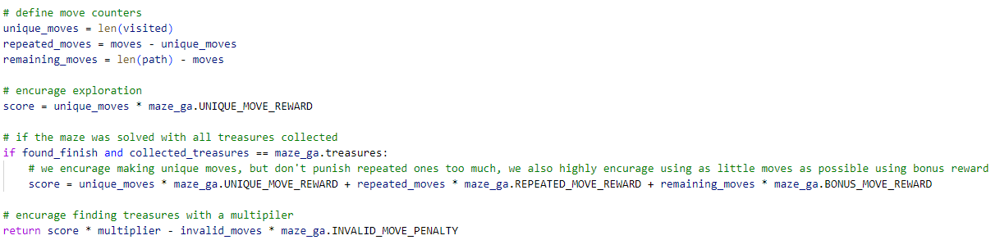 # define move counters
unique_moves = len(visited)
repeated_moves = moves - unique_moves
remaining_moves = len(path) - moves
# encurage exploration
score = unique_moves * maze_ga.UNIQUE_MOVE_REWARD
# if the maze was solved with all treasures collected
if found_finish and collected_treasures == maze_ga.treasures:
# we encurage making unique moves, but don't punish repeated ones too much, we also highly encurage using as little moves as possible using bonus reward
score = unique_moves * maze_ga.UNIQUE_MOVE_REWARD + repeated_moves * maze_ga.REPEATED_MOVE_REWARD + remaining_moves * maze_ga.BONUS_MOVE_REWARD
# encurage finding treasures with a multipiler
return score * multiplier - invalid_moves * maze_ga.INVALID_MOVE_PENALTY